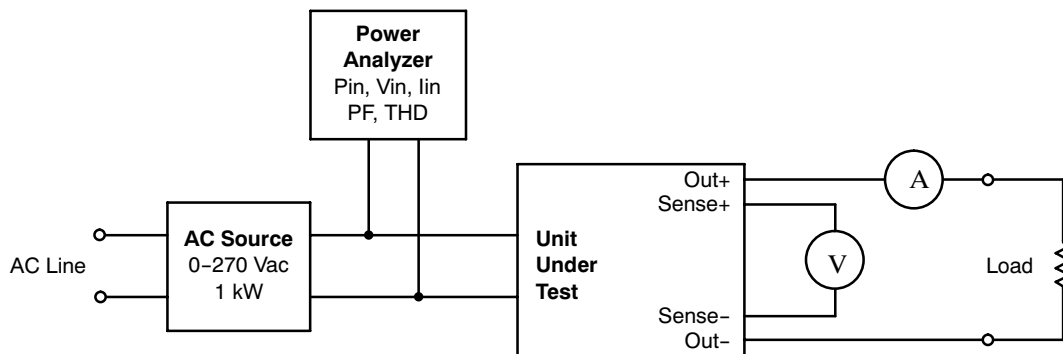 Power
Analyzer
Pin, Vin, Iin
PF, THD
AC Line
AC Source
0–270 Vac
1 kW
Unit
Under
Test
Out+
Sense+
Sense–
Out–
A
V
Load